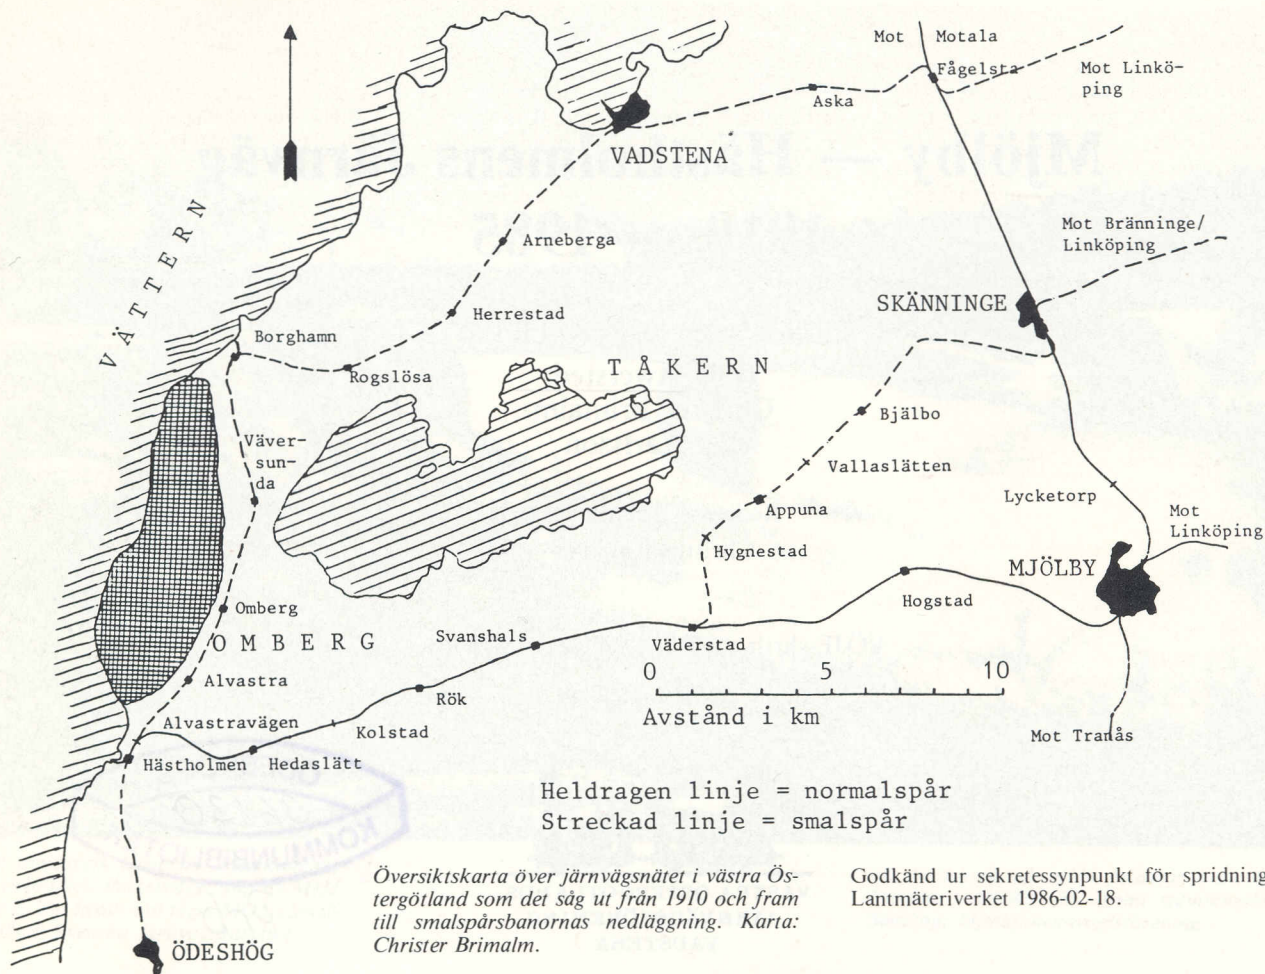 Mot Motala
Fågelsta
Mot Linkö-
ping
Aska
VADSTENA
VÄTTERN
Arneberga
Mot Bränninge/
Linköping
SKÄNNINGE
Herrestad
Borghamn
Rogslösa
TÅKERN
Bjälbo
Väver-
sun-
da
Vallaslätten
Lycketorp
Appuna
Mot
Linköping
Hygnestad
MJÖLBY
Hogstad
Omberg
OMBERG
Svanshals
Väderstad
Alvastra
0 5 10
Rök
Avstånd i km
Alvastravägen
Kolstad
Mot Tranås
Hästholmen
Hedaslätt
Heldragen linje = normalspår
Streckad linje = smalspår
Översiktskarta över järnvägsnätet i västra Ös-
tergötland som det såg ut från 1910 och fram
till smalspårsbanornas nedläggning. Karta:
Christer Brimalm.
Godkänd ur sekretessynpunkt för spridning
Lantmäteriverket 1986-02-18.
ÖDESHÖG